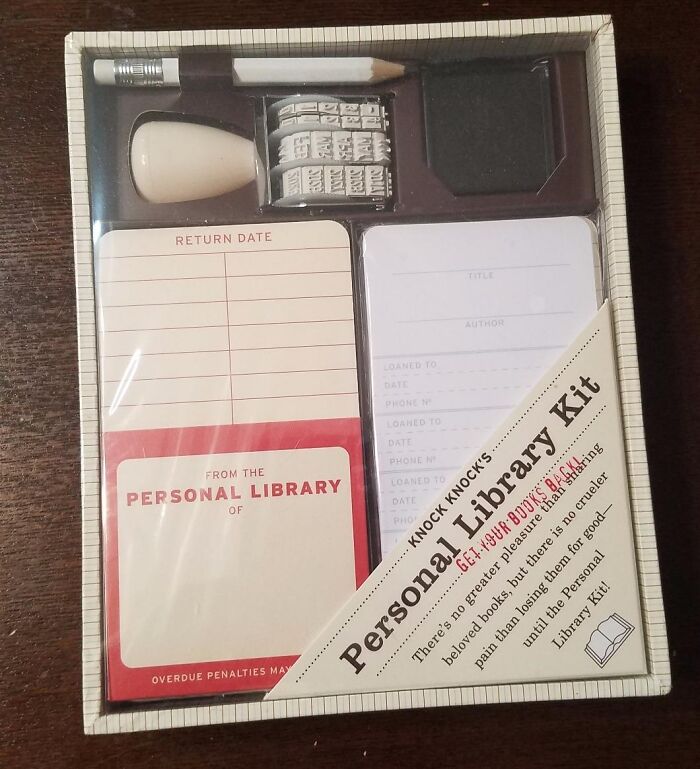 RETURN DATE
FROM THE
PERSONAL LIBRARY
OF
OVERDUE PENALTIES MAY
TITLE
AUTHOR
LOANED TO
DATE
PHONE Nº
LOANED TO
DATE
PHONE Nº
LOANED TO
DATE
KNOCK KNOCK'S
Personal Library Kit
GET YOUR BOOKS BACK!
There's no greater pleasure than sharing
beloved books, but there is no crueler
pain than losing them for good—
until the Personal
Library Kit!